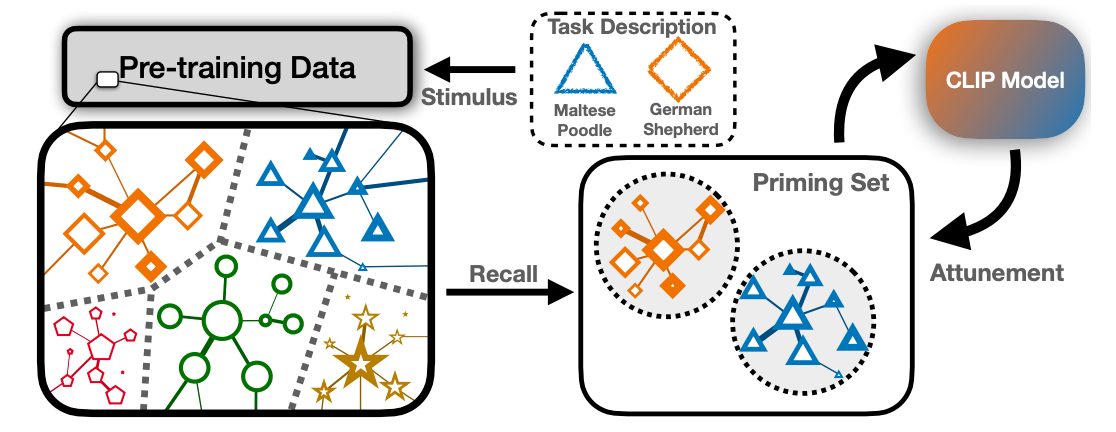 Pre-training Data
Stimulus
Task Description
Maltese
Poodle
German
Shepherd
CLIP Model
Recall
Priming Set
Attunement